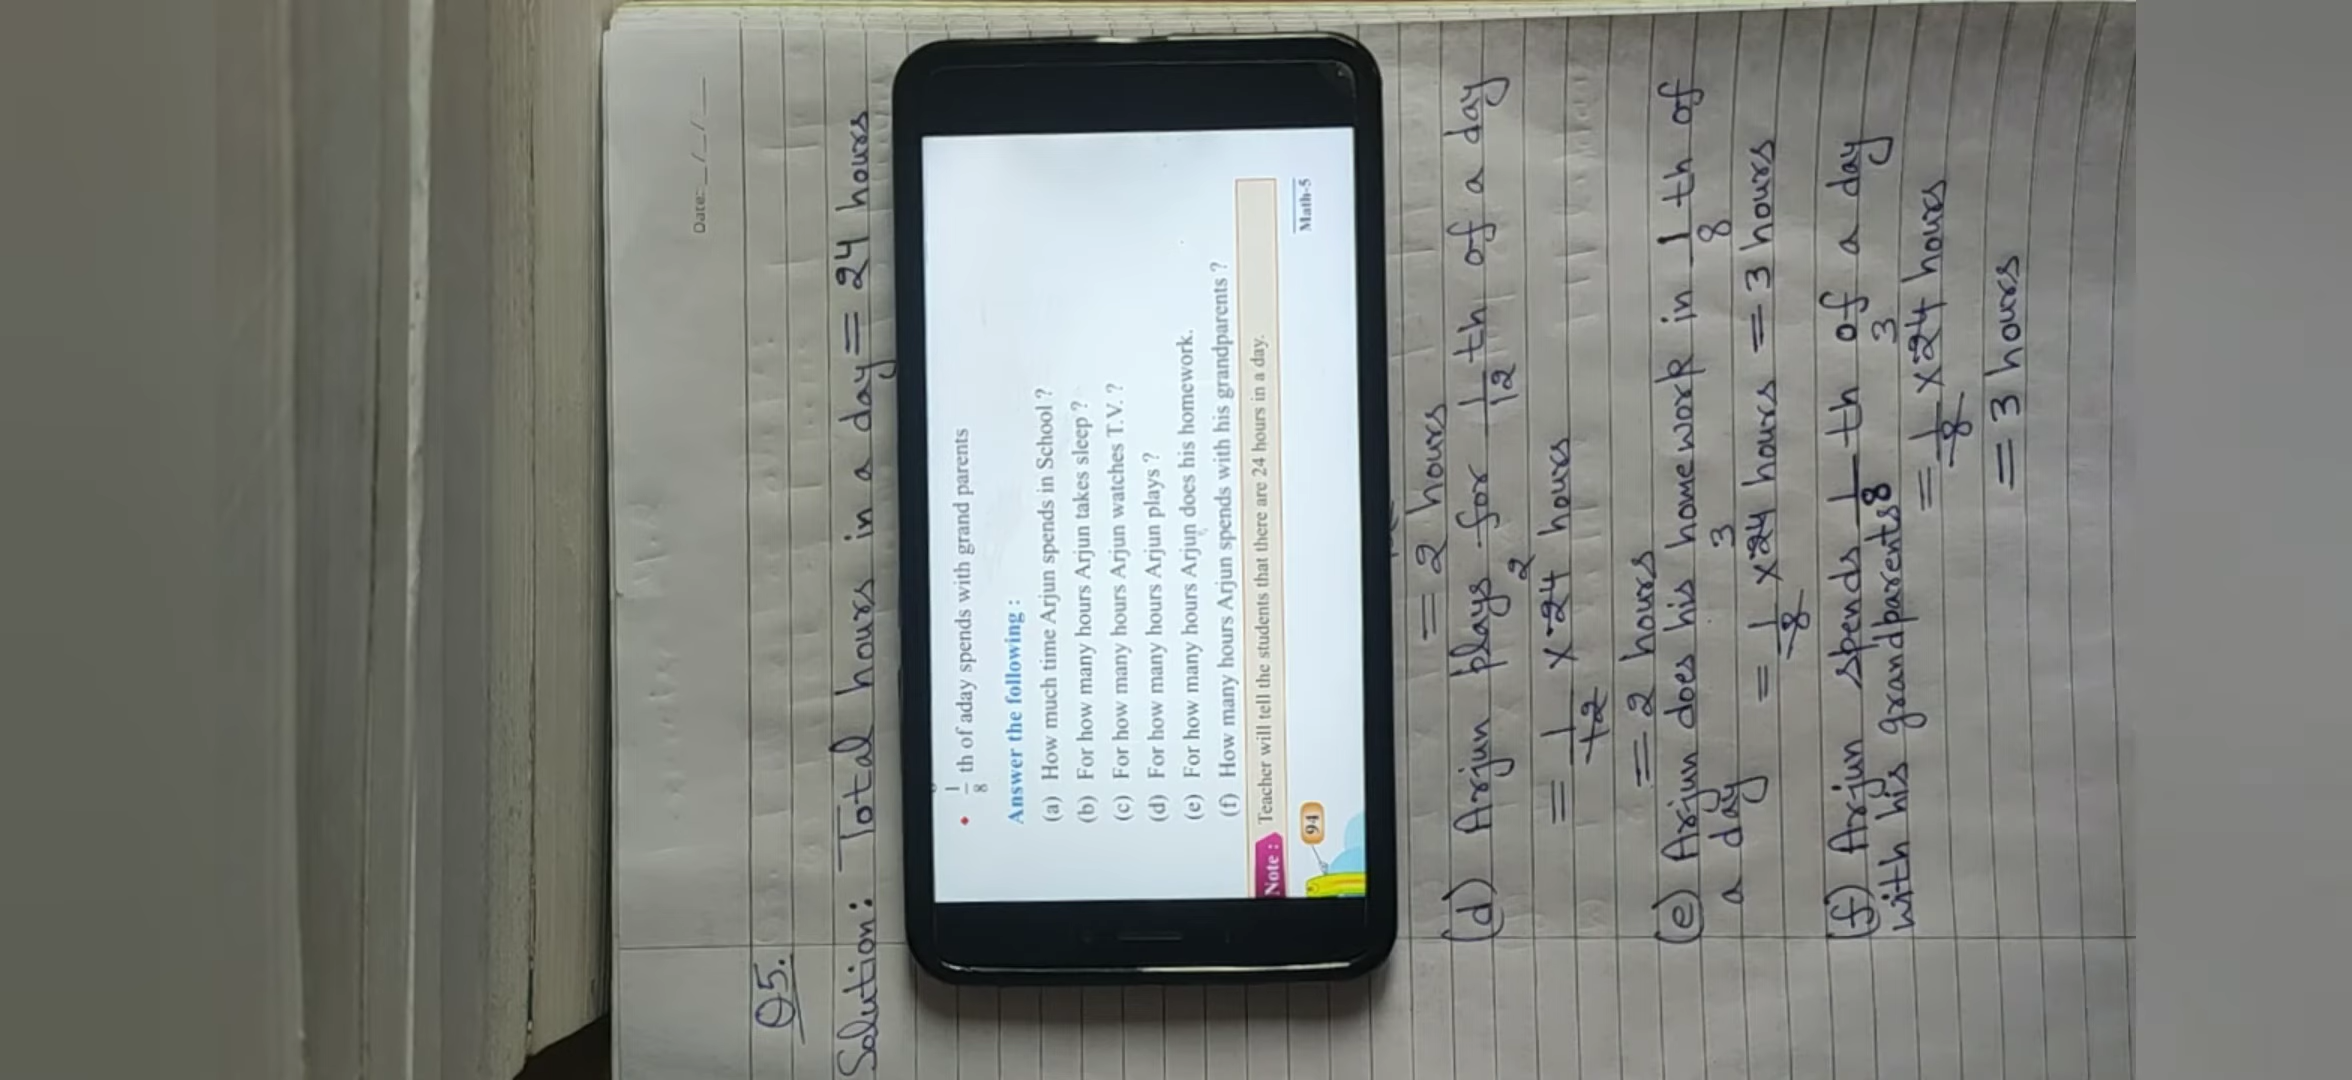 Date: _/_/_
Q5.
Solution: Total hours in a day = 24 hours
1/8 th of aday spends with grand parents
Answer the following :
(a) How much time Arjun spends in School ?
(b) For how many hours Arjun takes sleep ?
(c) For how many hours Arjun watches T.V. ?
(d) For how many hours Arjun plays ?
(e) For how many hours Arjun does his homework.
(f) How many hours Arjun spends with his grandparents ?
Note : Teacher will tell the students that there are 24 hours in a day.
94
Math-5
= 2 hours
(d) Arjun plays for 1/12 th of a day
= 1/12 × 24 2 hours
= 2 hours
(e) Arjun does his homework in 1/8 th of
a day = 1/8 × 24 3 hours = 3 hours
(f) Arjun spends 1/8 th of a day
with his grandparents
= 1/8 × 24 3 hours
= 3 hours